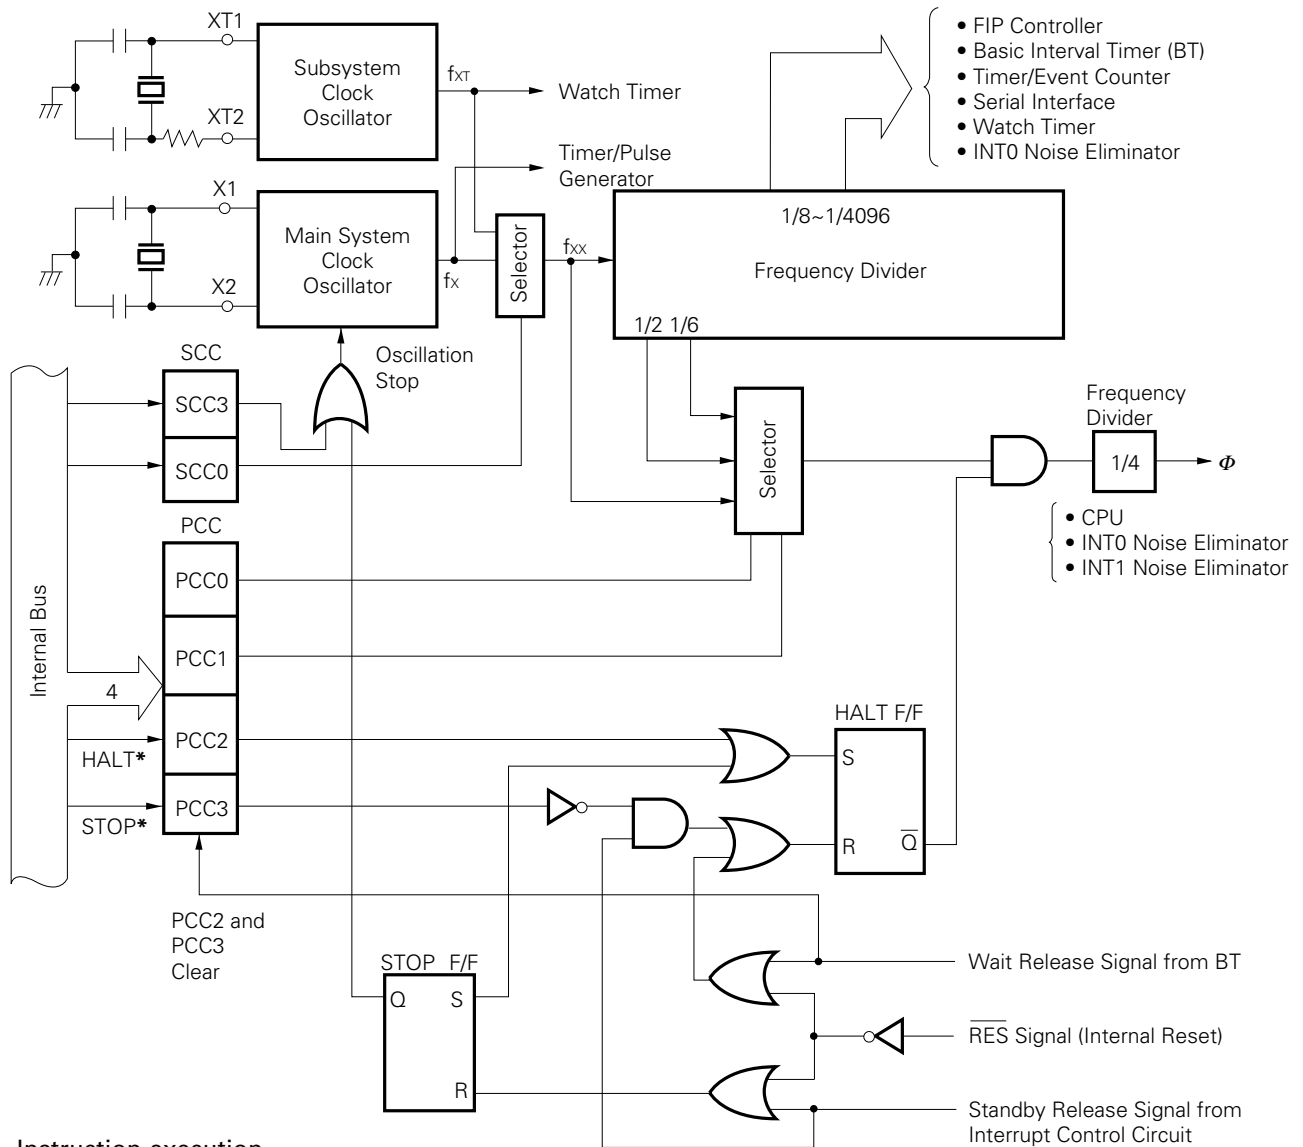 XT1
Subsystem
Clock
Oscillator
XT2
fXT
Watch Timer
• FIP Controller
• Basic Interval Timer (BT)
• Timer/Event Counter
• Serial Interface
• Watch Timer
• INT0 Noise Eliminator
Timer/Pulse
Generator
X1
Main System
Clock
Oscillator
X2
fX
Selector
fXX
1/8~1/4096
Frequency Divider
1/2 1/6
Oscillation
Stop
SCC
SCC3
SCC0
Selector
Frequency
Divider
1/4
Φ
• CPU
• INT0 Noise Eliminator
• INT1 Noise Eliminator
PCC
PCC0
PCC1
PCC2
PCC3
Internal Bus
4
HALT*
STOP*
HALT F/F
S
R
Q̅
PCC2 and
PCC3
Clear
STOP F/F
Q
S
R
Wait Release Signal from BT
R̅E̅S̅ Signal (Internal Reset)
Standby Release Signal from
Interrupt Control Circuit
Instruction execution